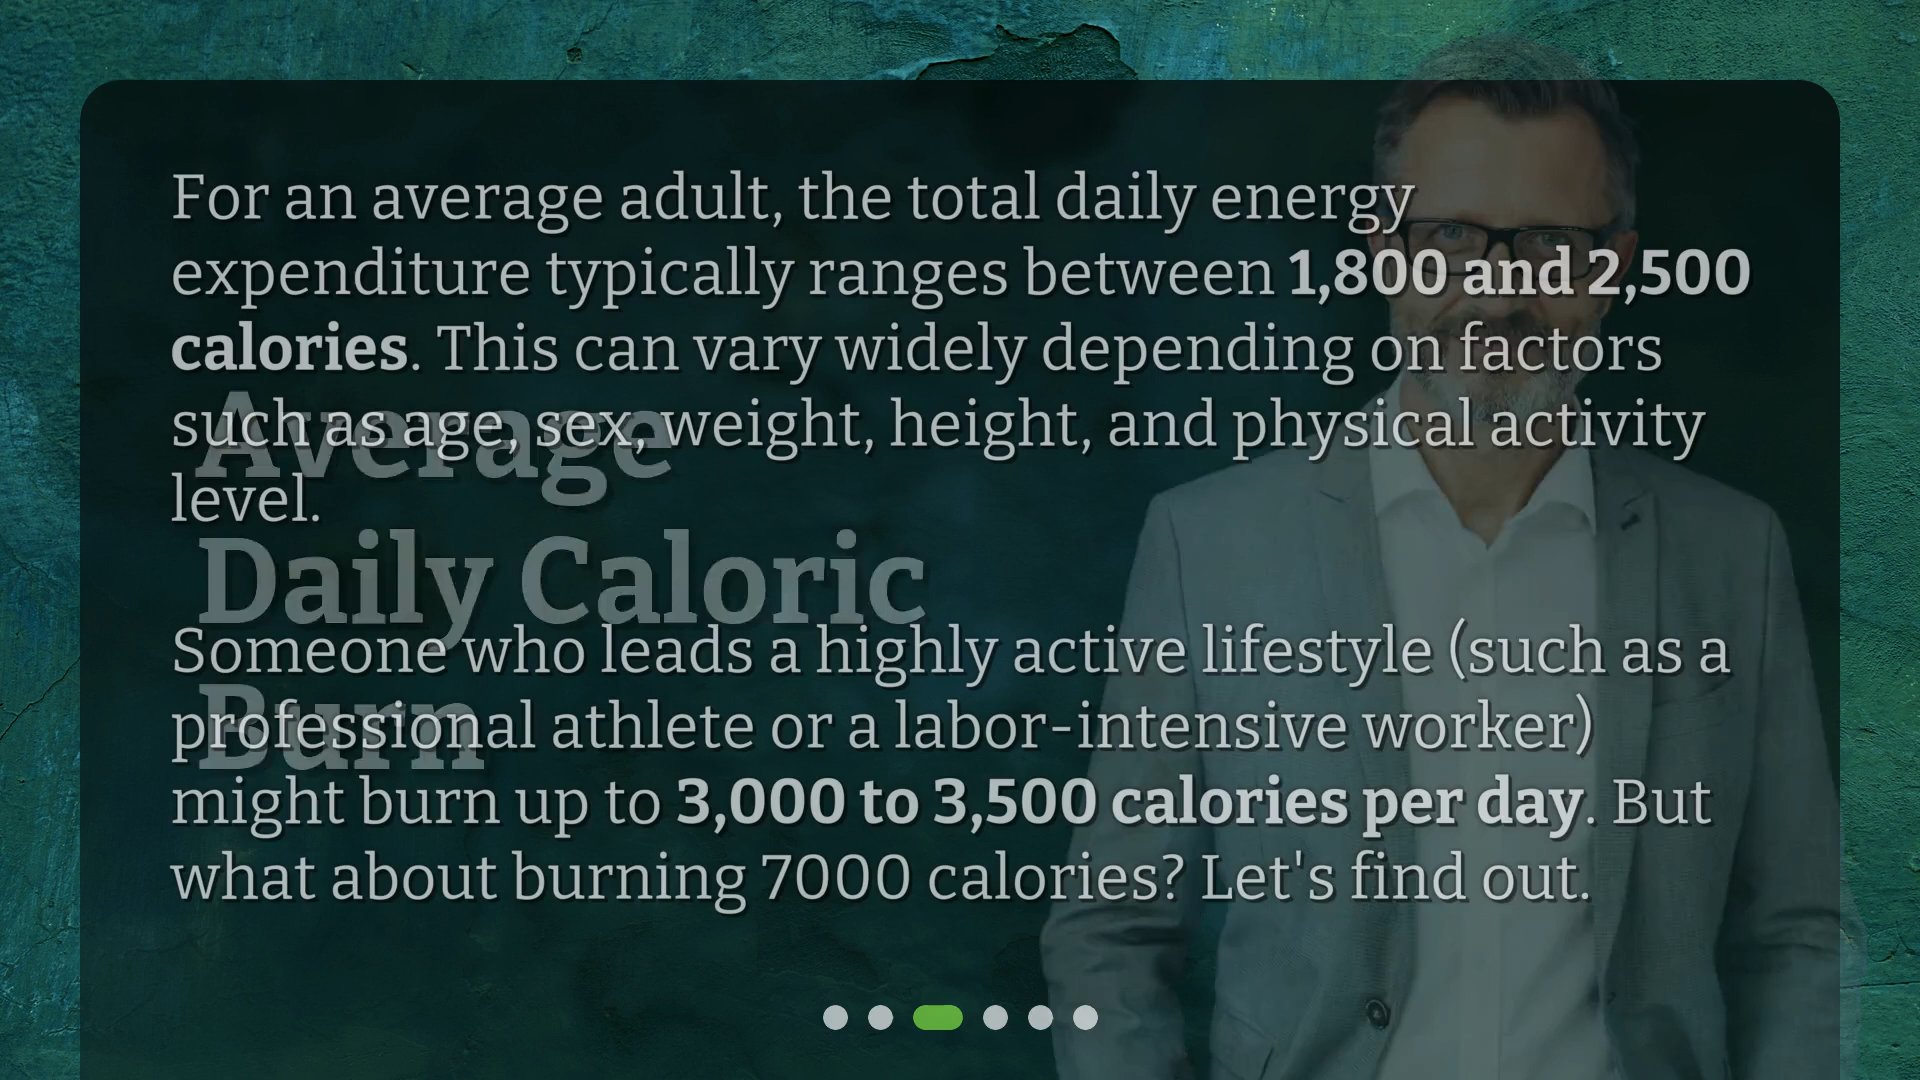 For an average adult, the total daily energy
expenditure typically ranges between 1,800 and 2,500
calories. This can vary widely depending on factors
such as age, sex, weight, height, and physical activity
level.
Someone who leads a highly active lifestyle (such as a
professional athlete or a labor-intensive worker)
might burn up to 3,000 to 3,500 calories per day. But
what about burning 7000 calories? Let's find out.
Average
Daily Caloric
Burn